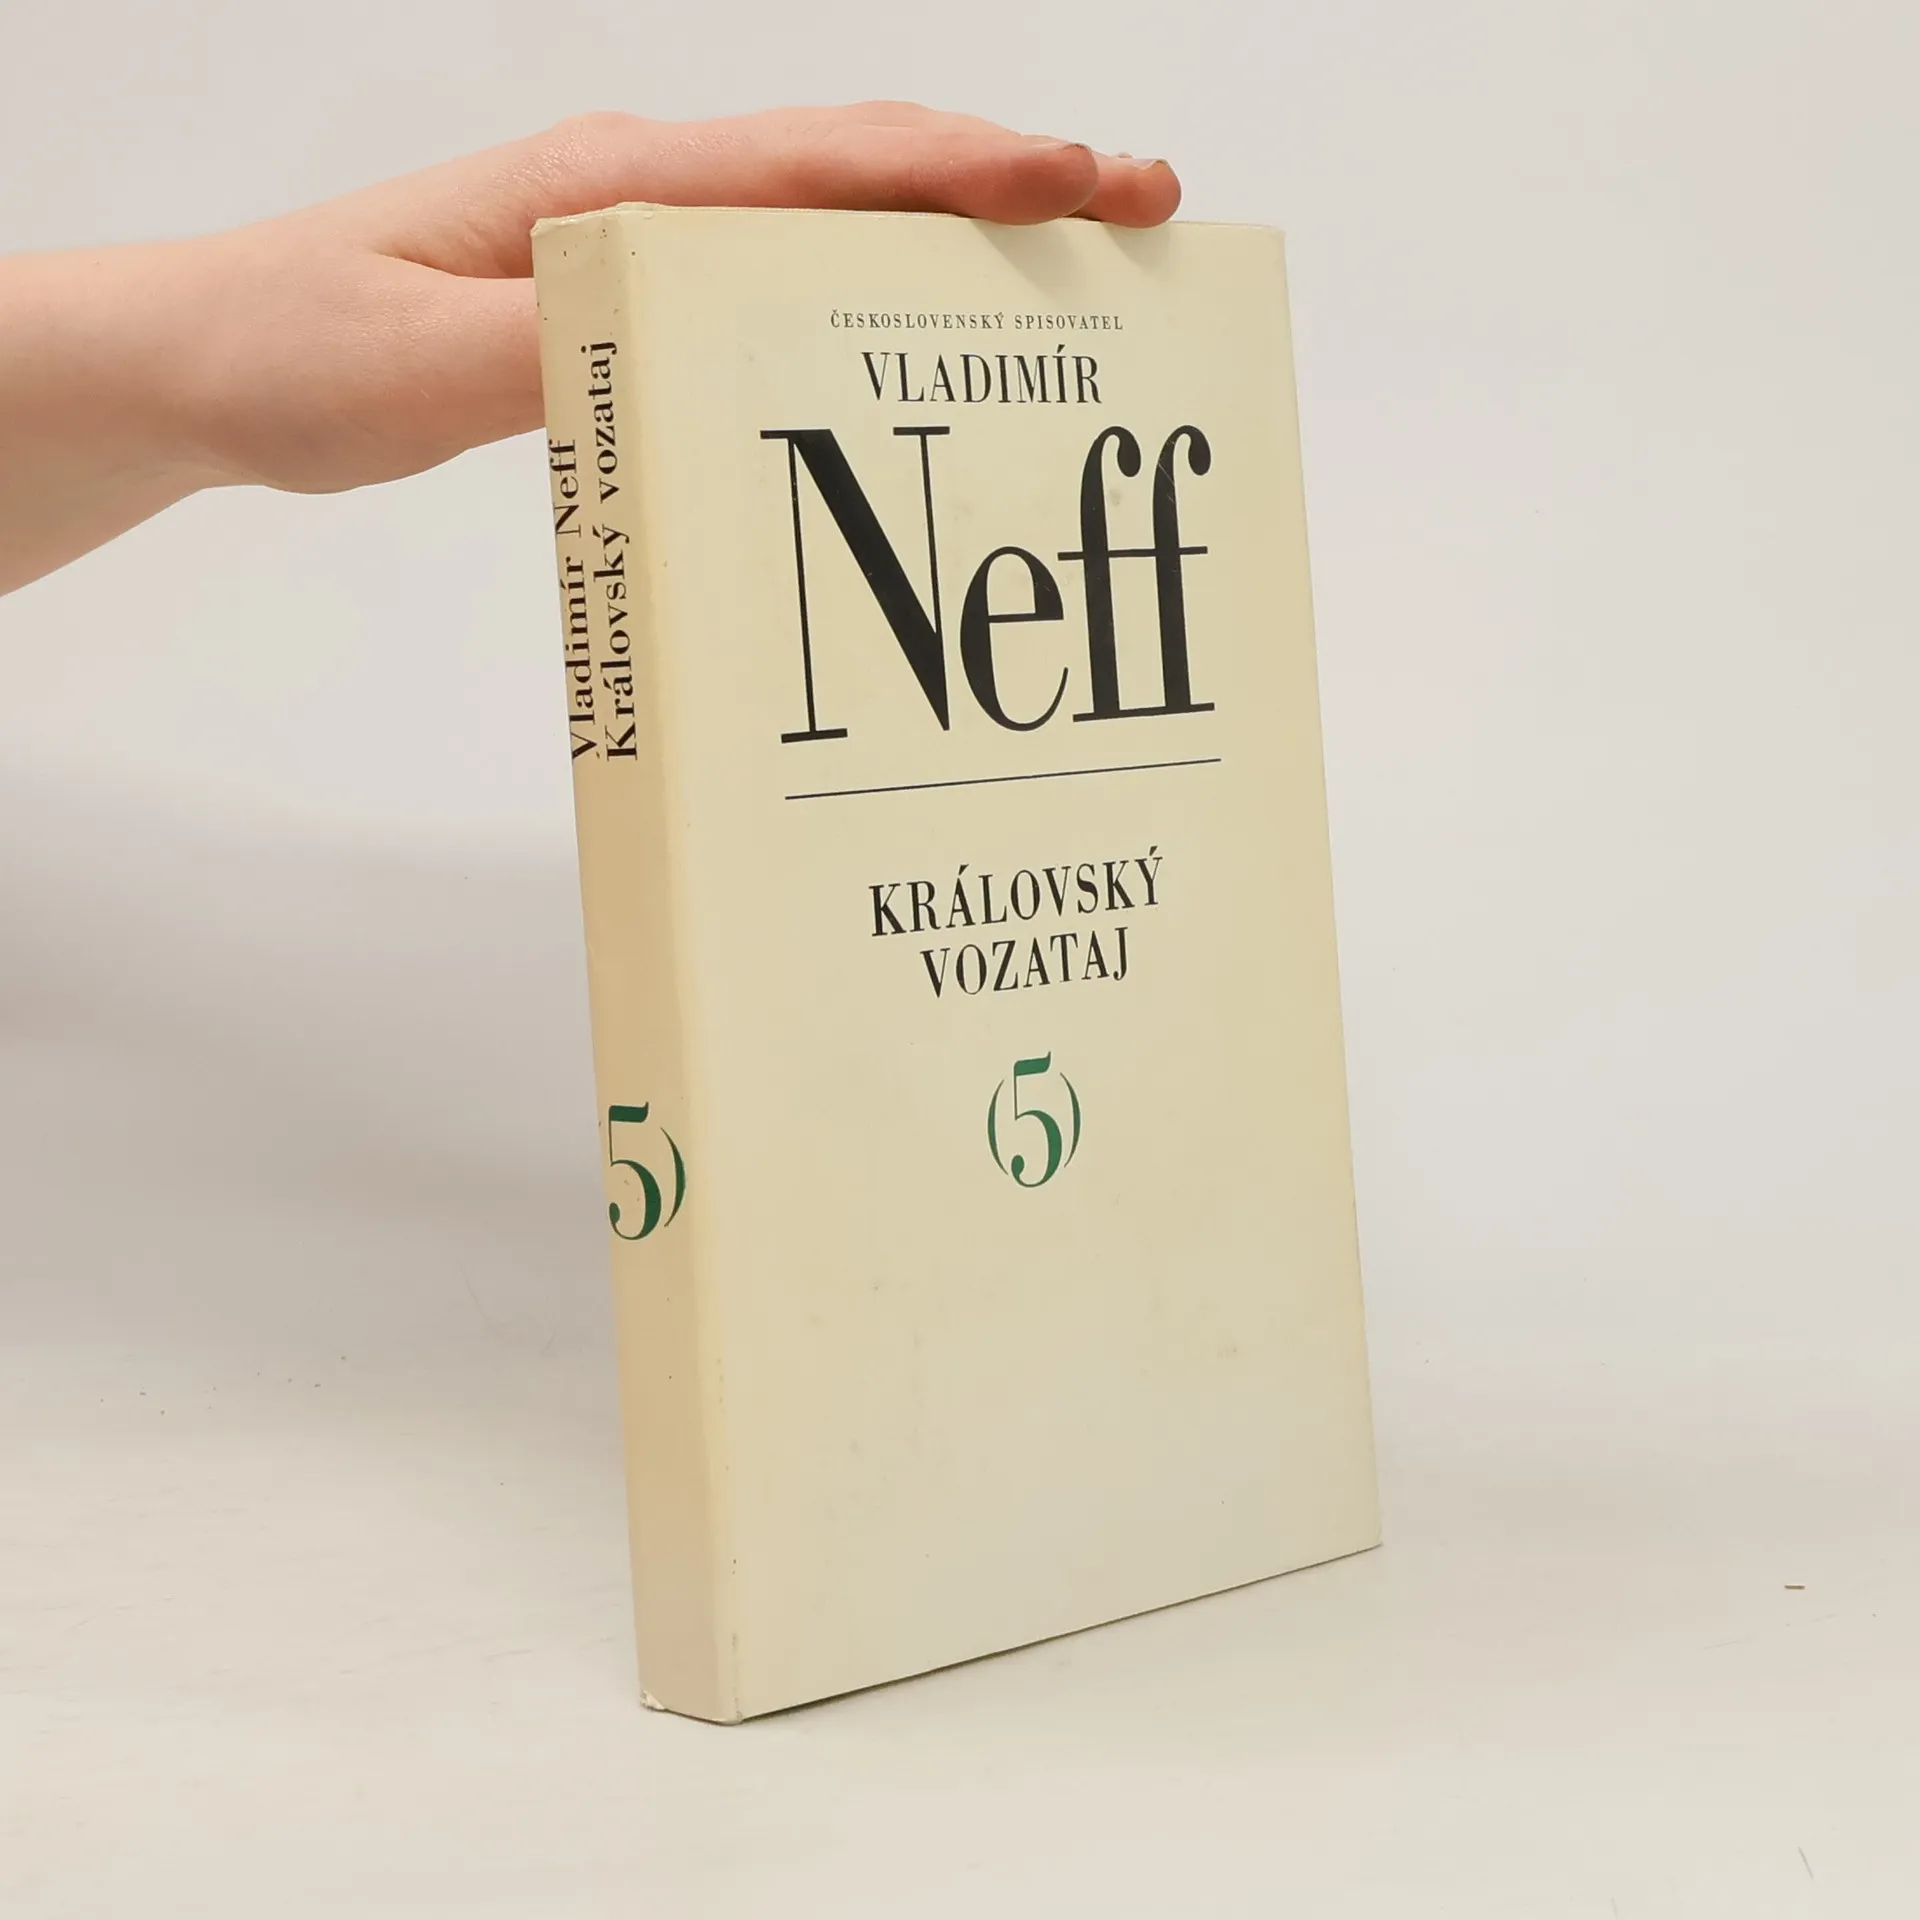 ČESKOSLOVENSKÝ SPISOVATEL
VLADIMÍR
Neff
KRÁLOVSKÝ
VOZATAJ
(5)
Vladimír Neff
Královský vozataj
5)